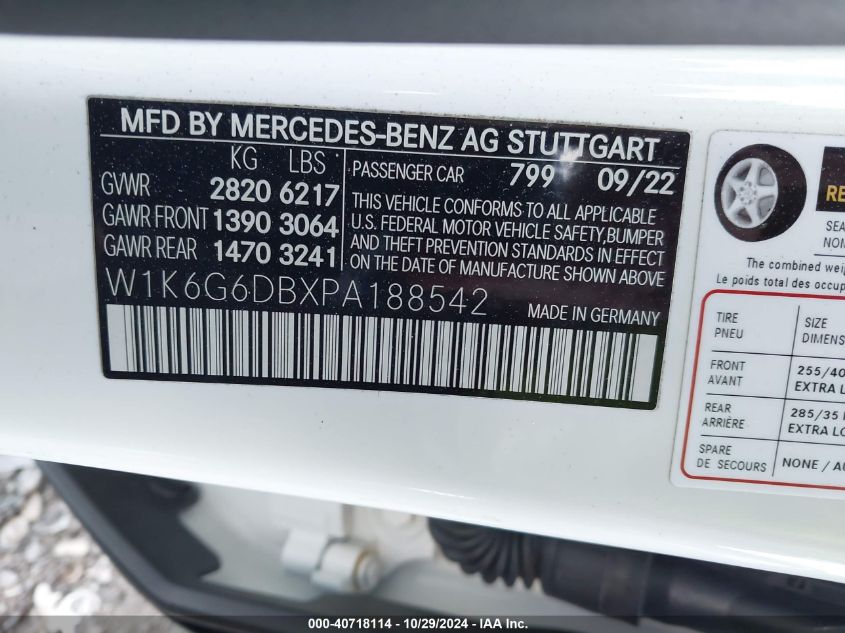 MFD BY MERCEDES-BENZ AG STUTTGART
KG LBS
GVWR 2820 6217
GAWR FRONT 1390 3064
GAWR REAR 1470 3241
PASSENGER CAR 799 09/22
THIS VEHICLE CONFORMS TO ALL APPLICABLE
U.S. FEDERAL MOTOR VEHICLE SAFETY,BUMPER
AND THEFT PREVENTION STANDARDS IN EFFECT
ON THE DATE OF MANUFACTURE SHOWN ABOVE
W1K6G6DBXPA188542 MADE IN GERMANY
The combined
Le poids total des
TIRE SIZE
PNEU
FRONT 255/40
AVANT EXTRA
REAR 285/35
ARRIÈRE EXTRA
SPARE NONE /
DE SECOURS
000-40718114 - 10/29/2024 - IAA Inc.